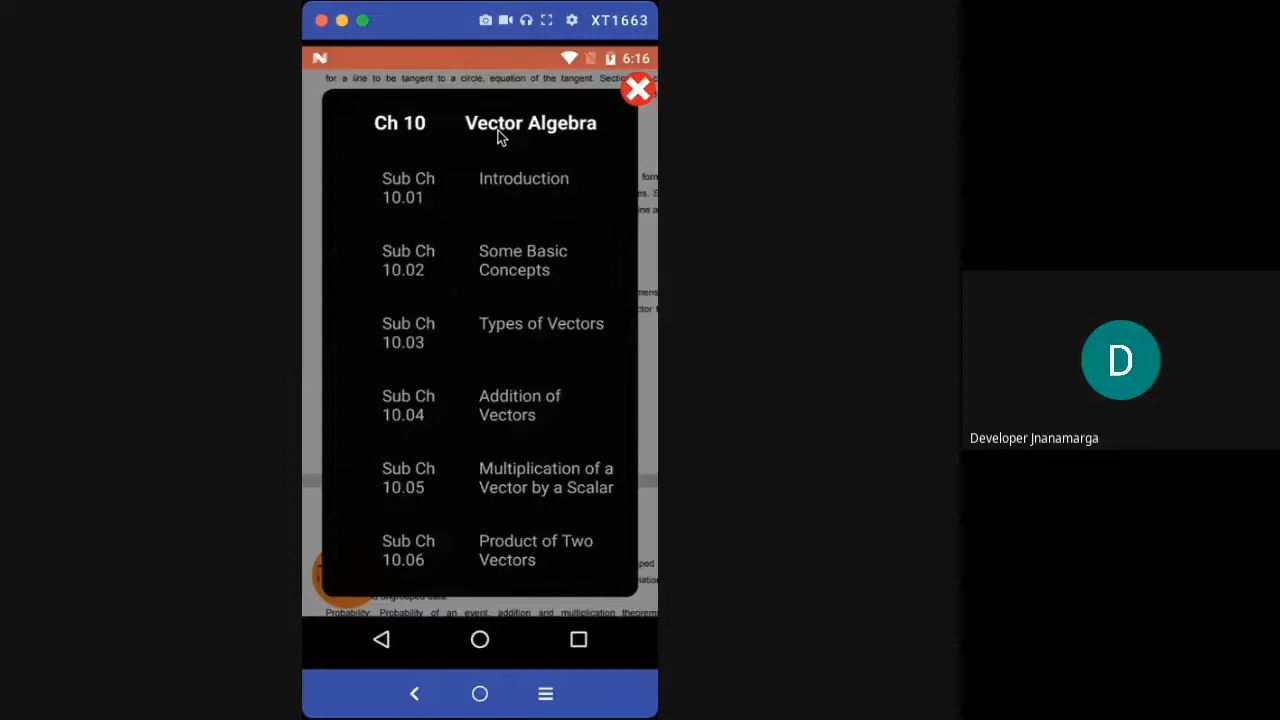 XT1663
6:16
for a line to be tangent to a circle, equation of the tangent.
Ch 10 Vector Algebra
Sub Ch 10.01 Introduction
Sub Ch 10.02 Some Basic Concepts
Sub Ch 10.03 Types of Vectors
Sub Ch 10.04 Addition of Vectors
Sub Ch 10.05 Multiplication of a Vector by a Scalar
Sub Ch 10.06 Product of Two Vectors
Probability: Probability of an event, addition and multiplication theorems
D
Developer Jnanamarga